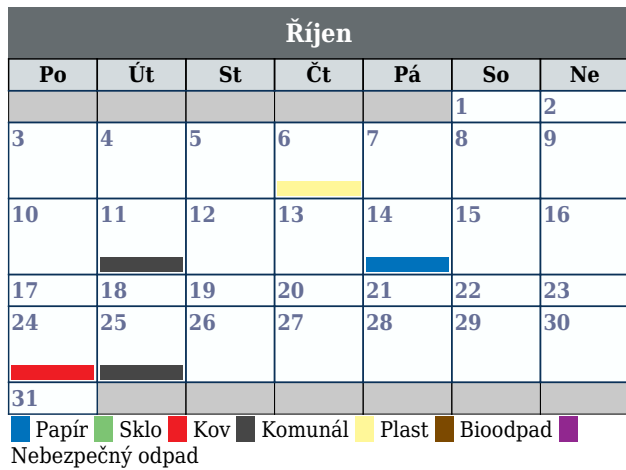 Říjen
Po Út St Čt Pá So Ne
1 2
3 4 5 6 7 8 9
10 11 12 13 14 15 16
17 18 19 20 21 22 23
24 25 26 27 28 29 30
31
Papír Sklo Kov Komunál Plast Bioodpad
Nebezpečný odpad